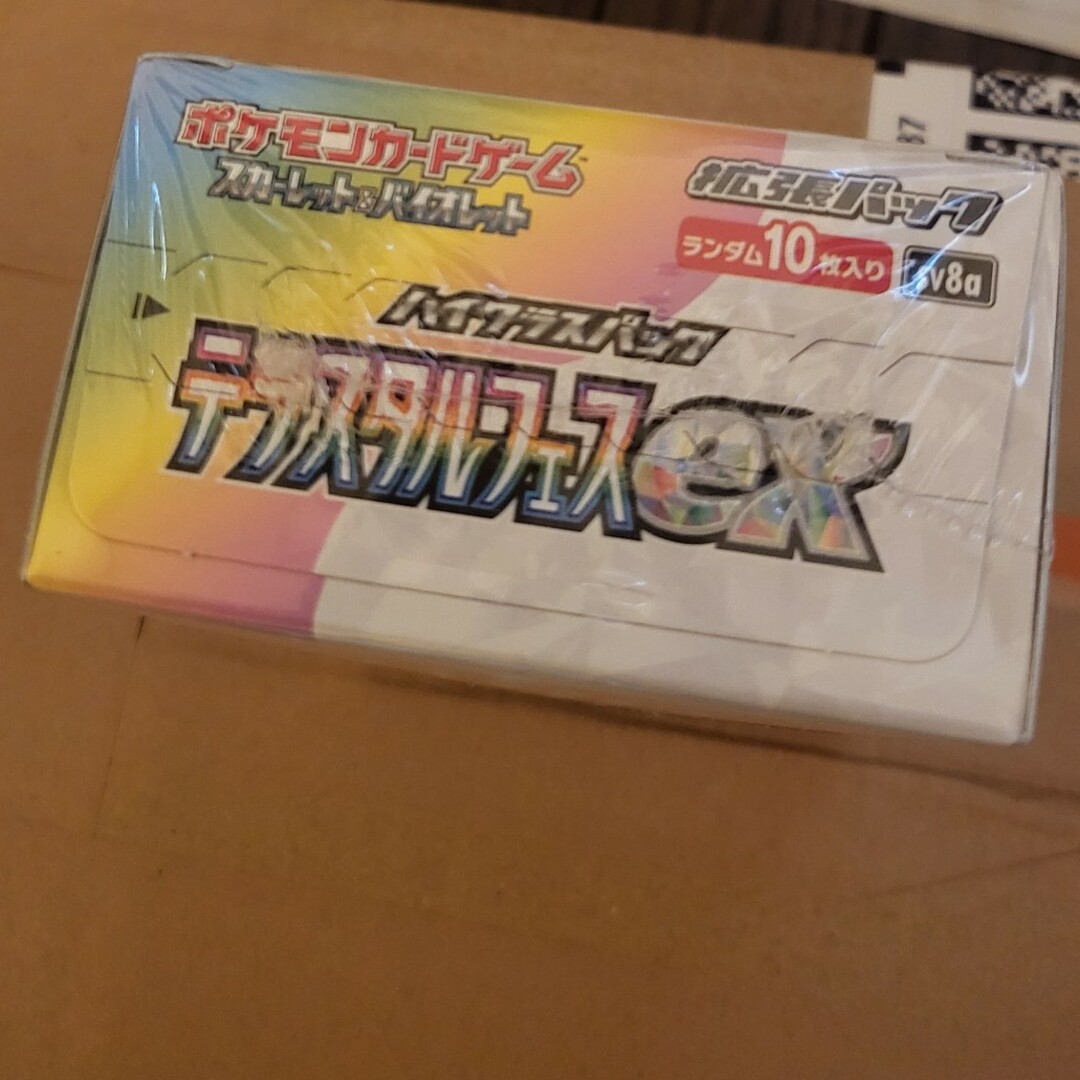 ポケモンカードゲーム
スカーレット&バイオレット
拡張パック
ランダム10枚入り
sv8a
ハイクラスパック
テラスタルフェスex